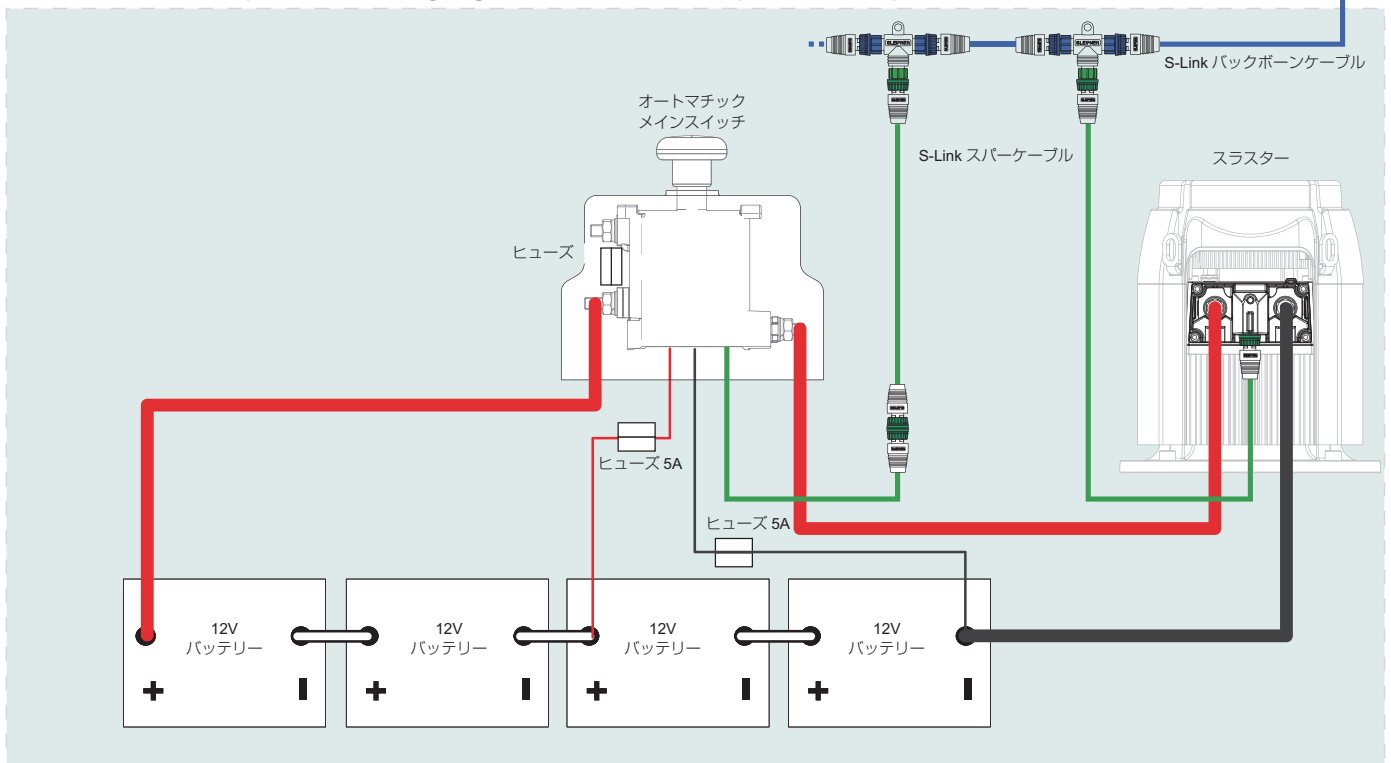 S-Link バックボーンケーブル
SLEIPNER
SLEIPNER
オートマチック
メインスイッチ
S-Link スパーケーブル
スラスター
ヒューズ
ヒューズ 5A
ヒューズ 5A
12V
バッテリー
12V
バッテリー
12V
バッテリー
12V
バッテリー
+ - + - + - + -